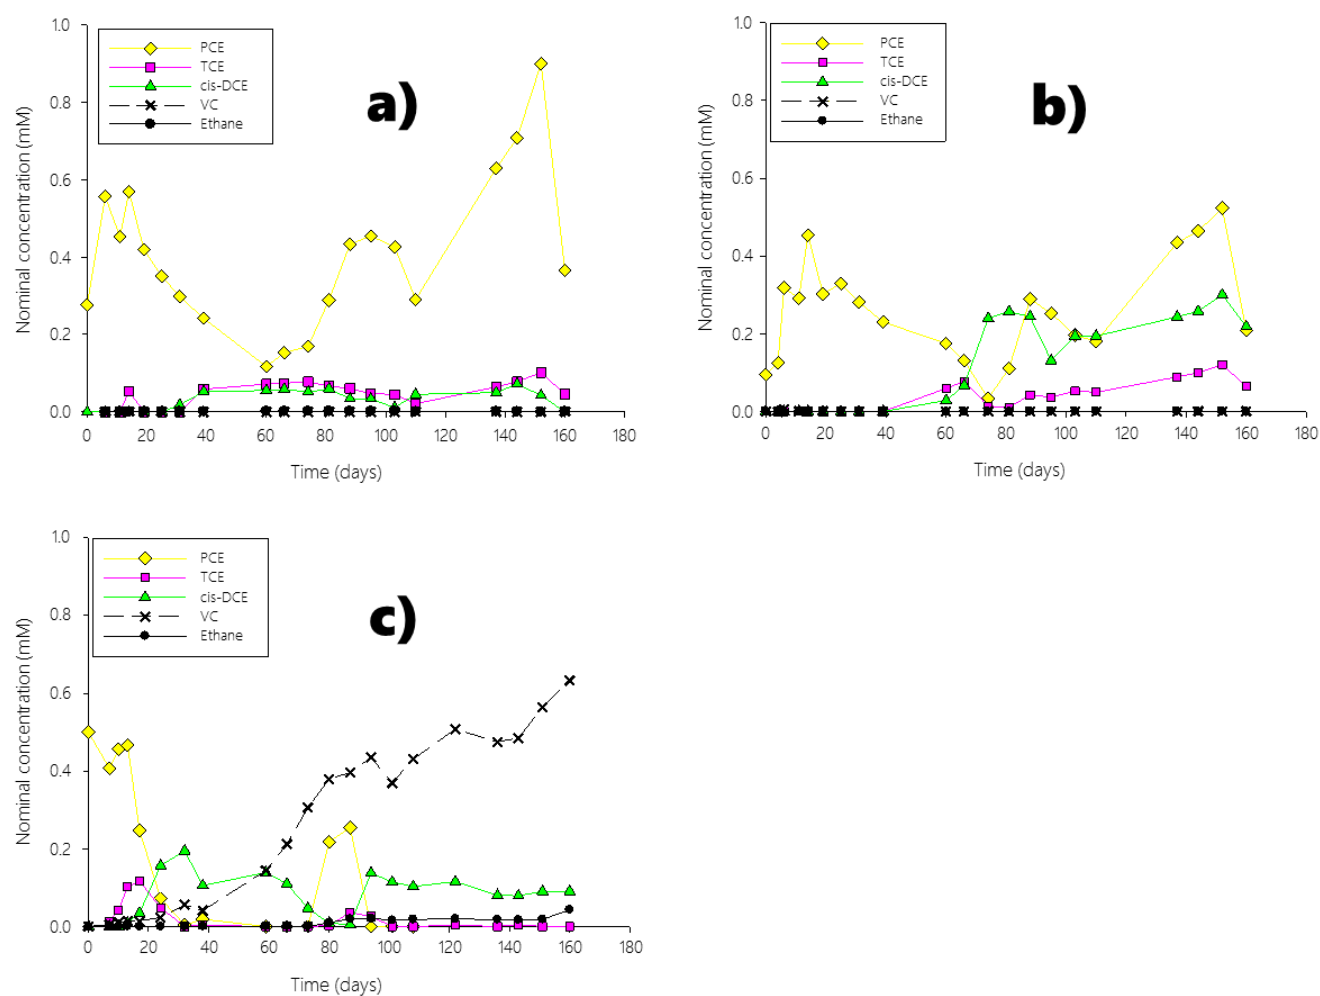 1.0
0.8
0.6
0.4
0.2
0.0
Nominal concentration (mM)
PCE
TCE
cis-DCE
VC
Ethane
a)
0 20 40 60 80 100 120 140 160 180
Time (days)
1.0
0.8
0.6
0.4
0.2
0.0
Nominal concentration (mM)
PCE
TCE
cis-DCE
VC
Ethane
b)
0 20 40 60 80 100 120 140 160 180
Time (days)
1.0
0.8
0.6
0.4
0.2
0.0
Nominal concentration (mM)
PCE
TCE
cis-DCE
VC
Ethane
c)
0 20 40 60 80 100 120 140 160 180
Time (days)